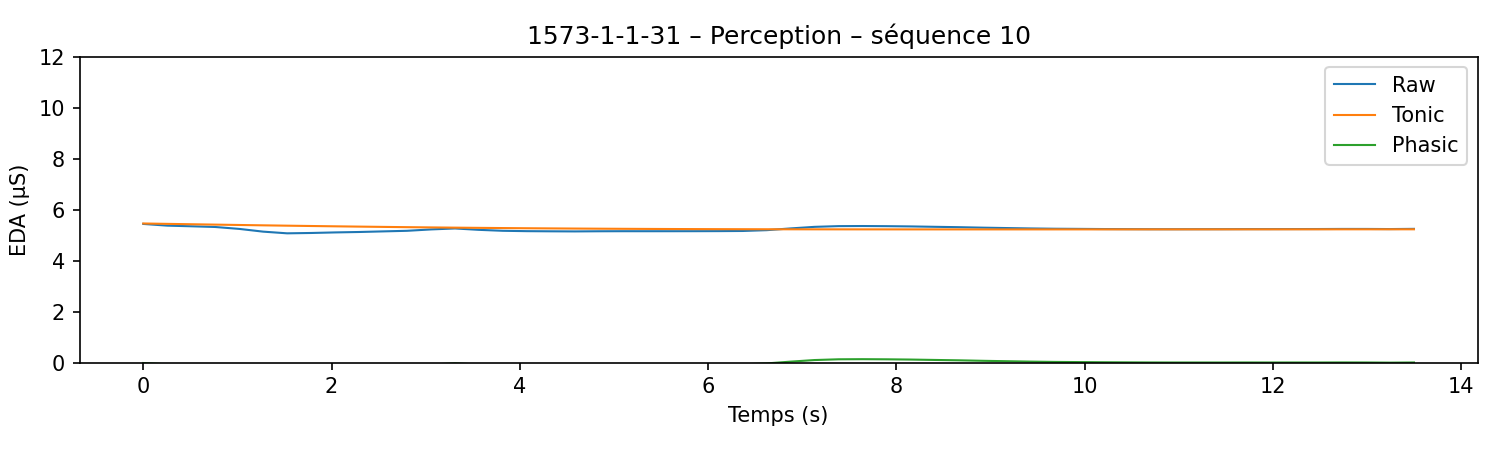 1573-1-1-31 – Perception – séquence 10
EDA (µS)
12
10
8
6
4
2
0
Raw
Tonic
Phasic
0 2 4 6 8 10 12 14
Temps (s)